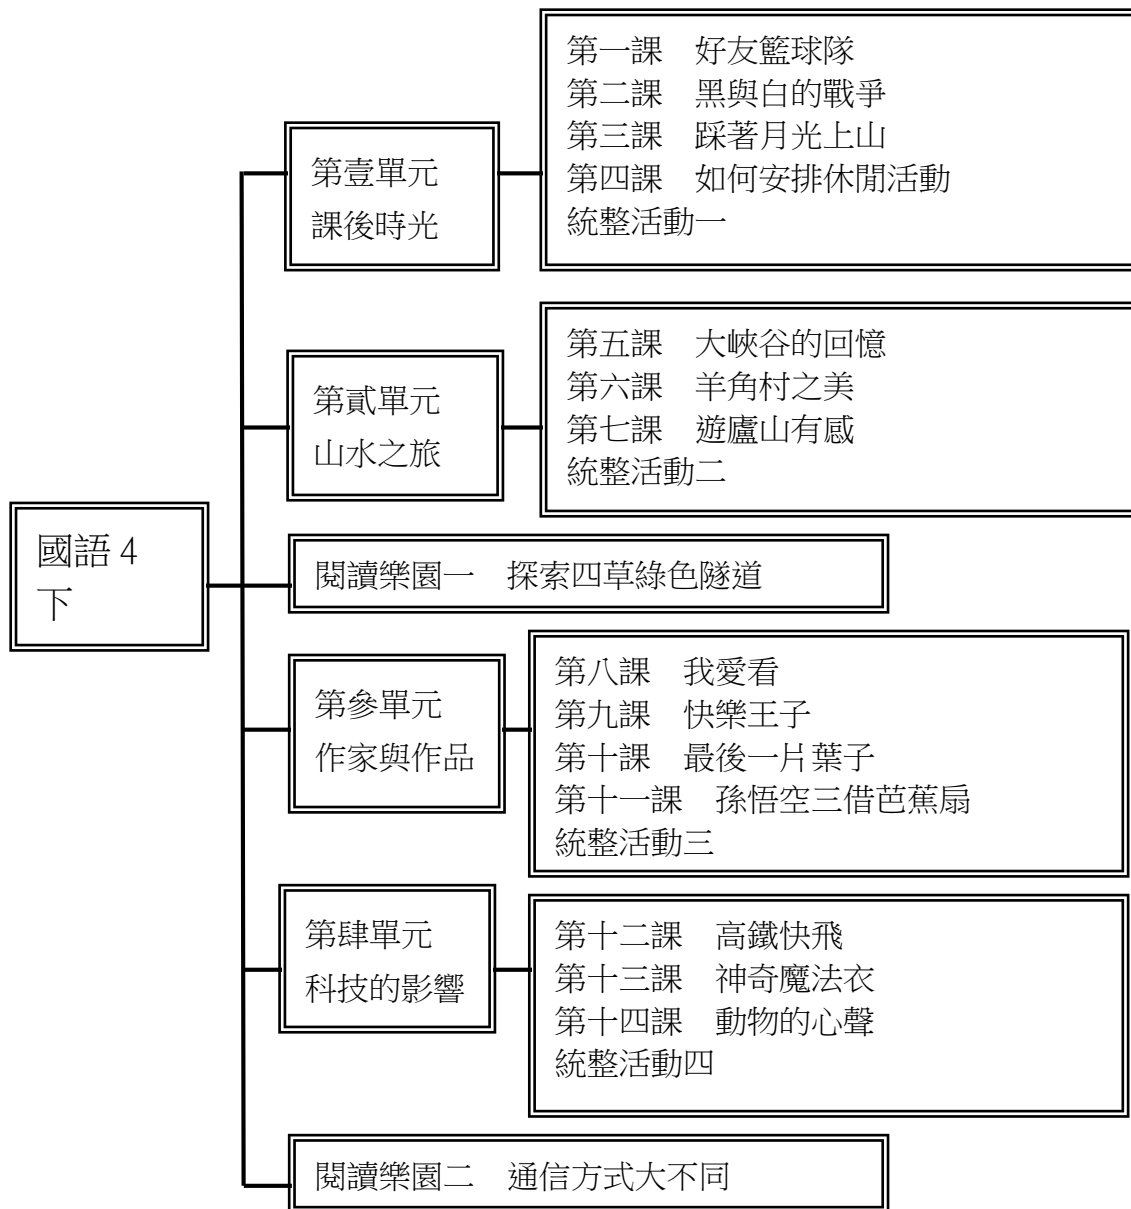 國語 4
下
第壹單元
課後時光
第一課　好友籃球隊
第二課　黑與白的戰爭
第三課　踩著月光上山
第四課　如何安排休閒活動
統整活動一
第貳單元
山水之旅
第五課　大峽谷的回憶
第六課　羊角村之美
第七課　遊廬山有感
統整活動二
閱讀樂園一　探索四草綠色隧道
第參單元
作家與作品
第八課　我愛看
第九課　快樂王子
第十課　最後一片葉子
第十一課　孫悟空三借芭蕉扇
統整活動三
第肆單元
科技的影響
第十二課　高鐵快飛
第十三課　神奇魔法衣
第十四課　動物的心聲
統整活動四
閱讀樂園二　通信方式大不同